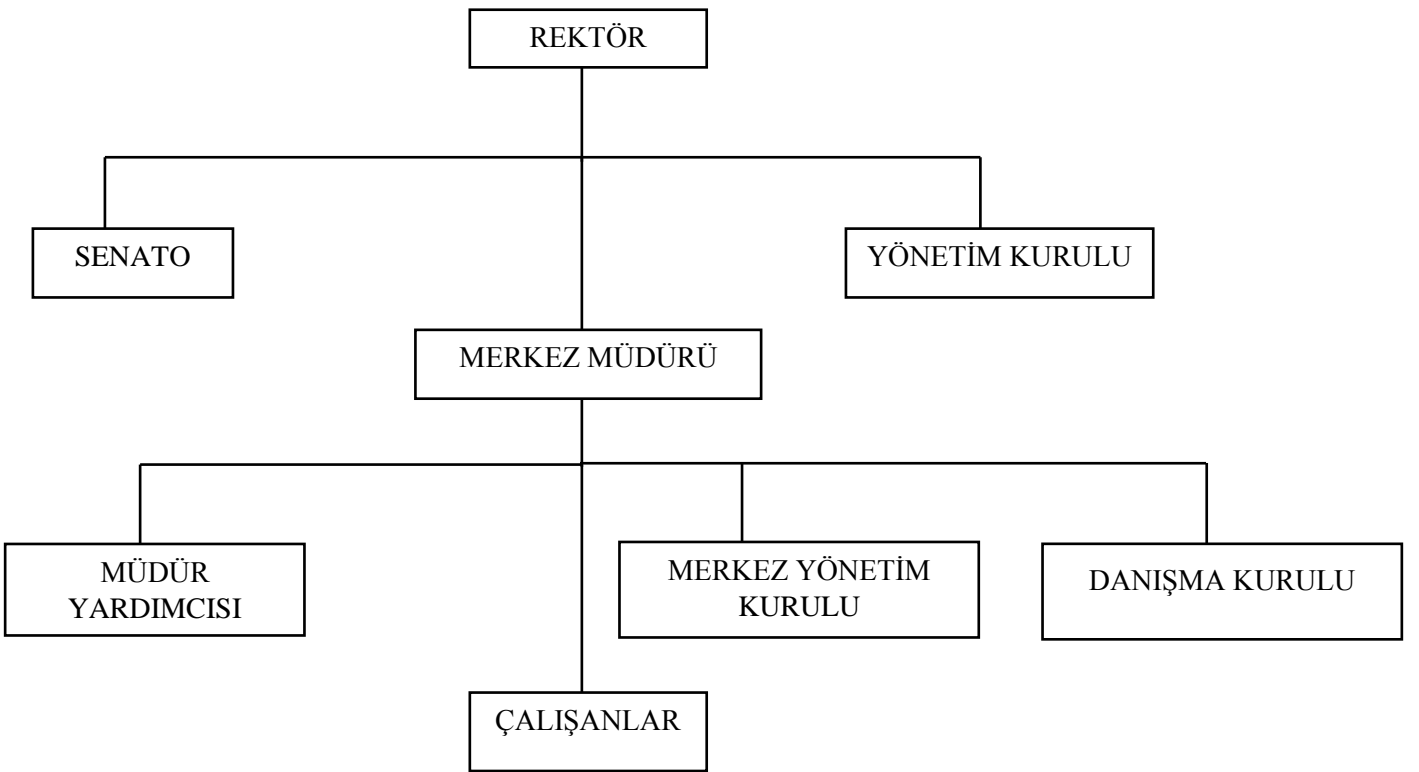 REKTÖR
SENATO
YÖNETİM KURULU
MERKEZ MÜDÜRÜ
MÜDÜR
YARDIMCISI
MERKEZ YÖNETİM
KURULU
DANIŞMA KURULU
ÇALIŞANLAR